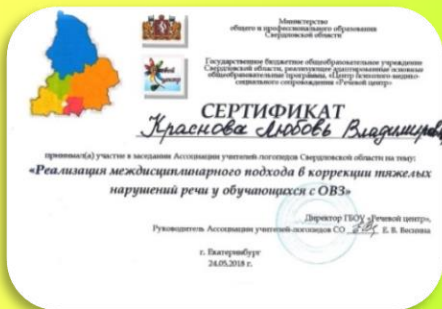 Министерство
общего и профессионального образования
Свердловской области
Государственное бюджетное общеобразовательное учреждение
Свердловской области, реализующее адаптированные основные
общеобразовательные программы, «Центр психолого-медико-
социального сопровождения «Речевой центр»
СЕРТИФИКАТ
Краснова Любовь Владимировна
принимал(а) участие в заседании Ассоциации учителей-логопедов Свердловской области на тему:
«Реализация междисциплинарного подхода в коррекции тяжелых
нарушений речи у обучающихся с ОВЗ»
Директор ГБОУ «Речевой центр»,
Руководитель Ассоциации учителей-логопедов СО Е. В.
г. Екатеринбург
24.05.2018 г.